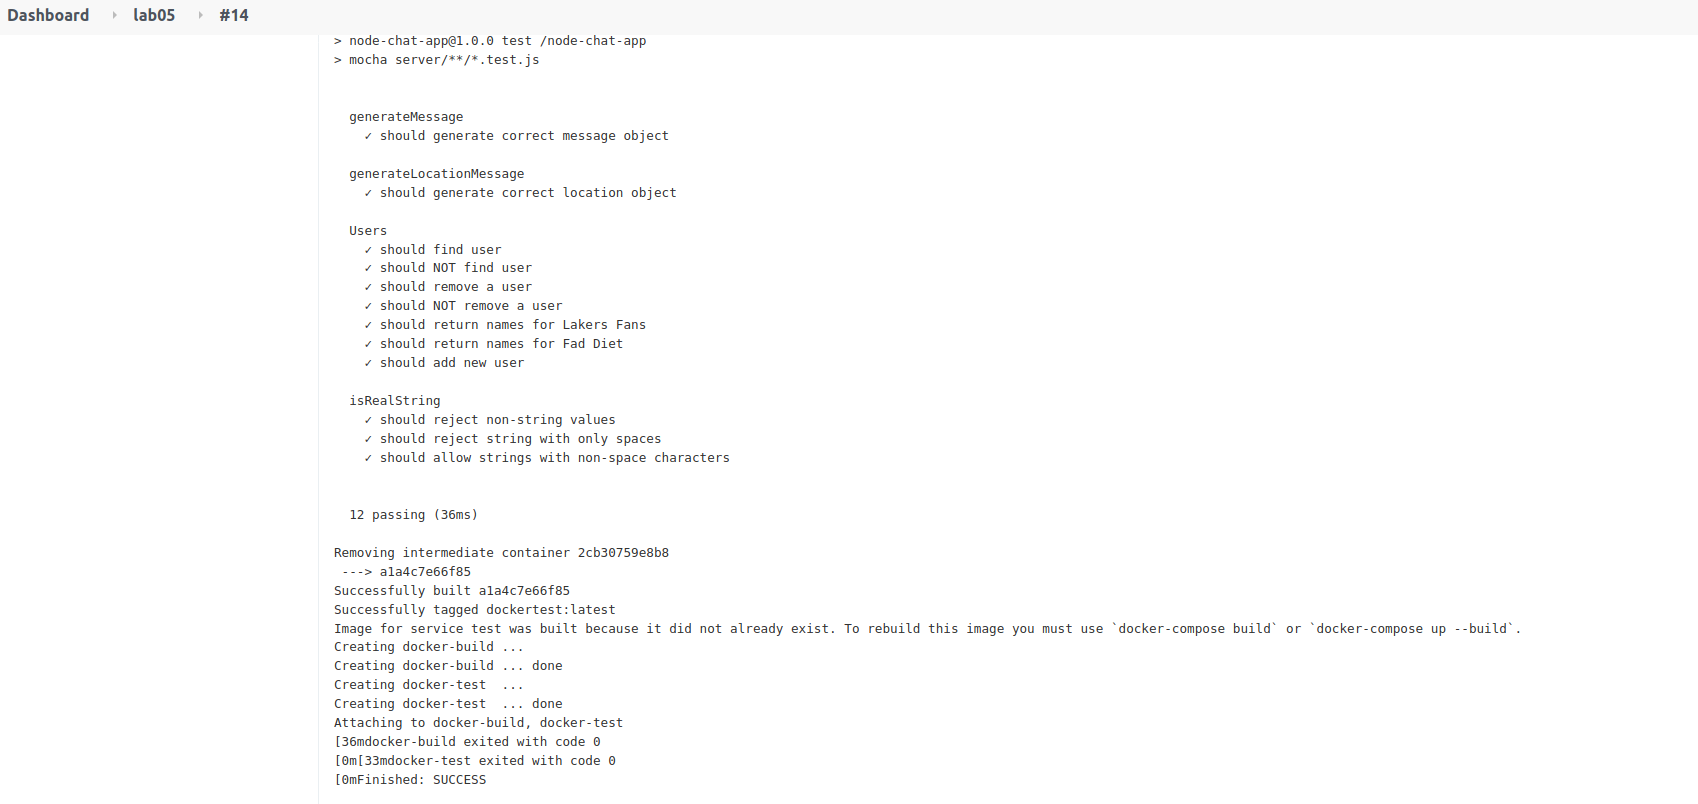 Dashboard › lab05 › #14
> node-chat-app@1.0.0 test /node-chat-app
> mocha server/**/*.test.js
generateMessage
✓ should generate correct message object
generateLocationMessage
✓ should generate correct location object
Users
✓ should find user
✓ should NOT find user
✓ should remove a user
✓ should NOT remove a user
✓ should return names for Lakers Fans
✓ should return names for Fad Diet
✓ should add new user
isRealString
✓ should reject non-string values
✓ should reject string with only spaces
✓ should allow strings with non-space characters
12 passing (36ms)
Removing intermediate container 2cb30759e8b8
---> a1a4c7e66f85
Successfully built a1a4c7e66f85
Successfully tagged dockertest:latest
Image for service test was built because it did not already exist. To rebuild this image you must use `docker-compose build` or `docker-compose up --build`.
Creating docker-build ...
Creating docker-build ... done
Creating docker-test  ...
Creating docker-test  ... done
Attaching to docker-build, docker-test
[36mdocker-build exited with code 0
[0m[33mdocker-test exited with code 0
[0mFinished: SUCCESS